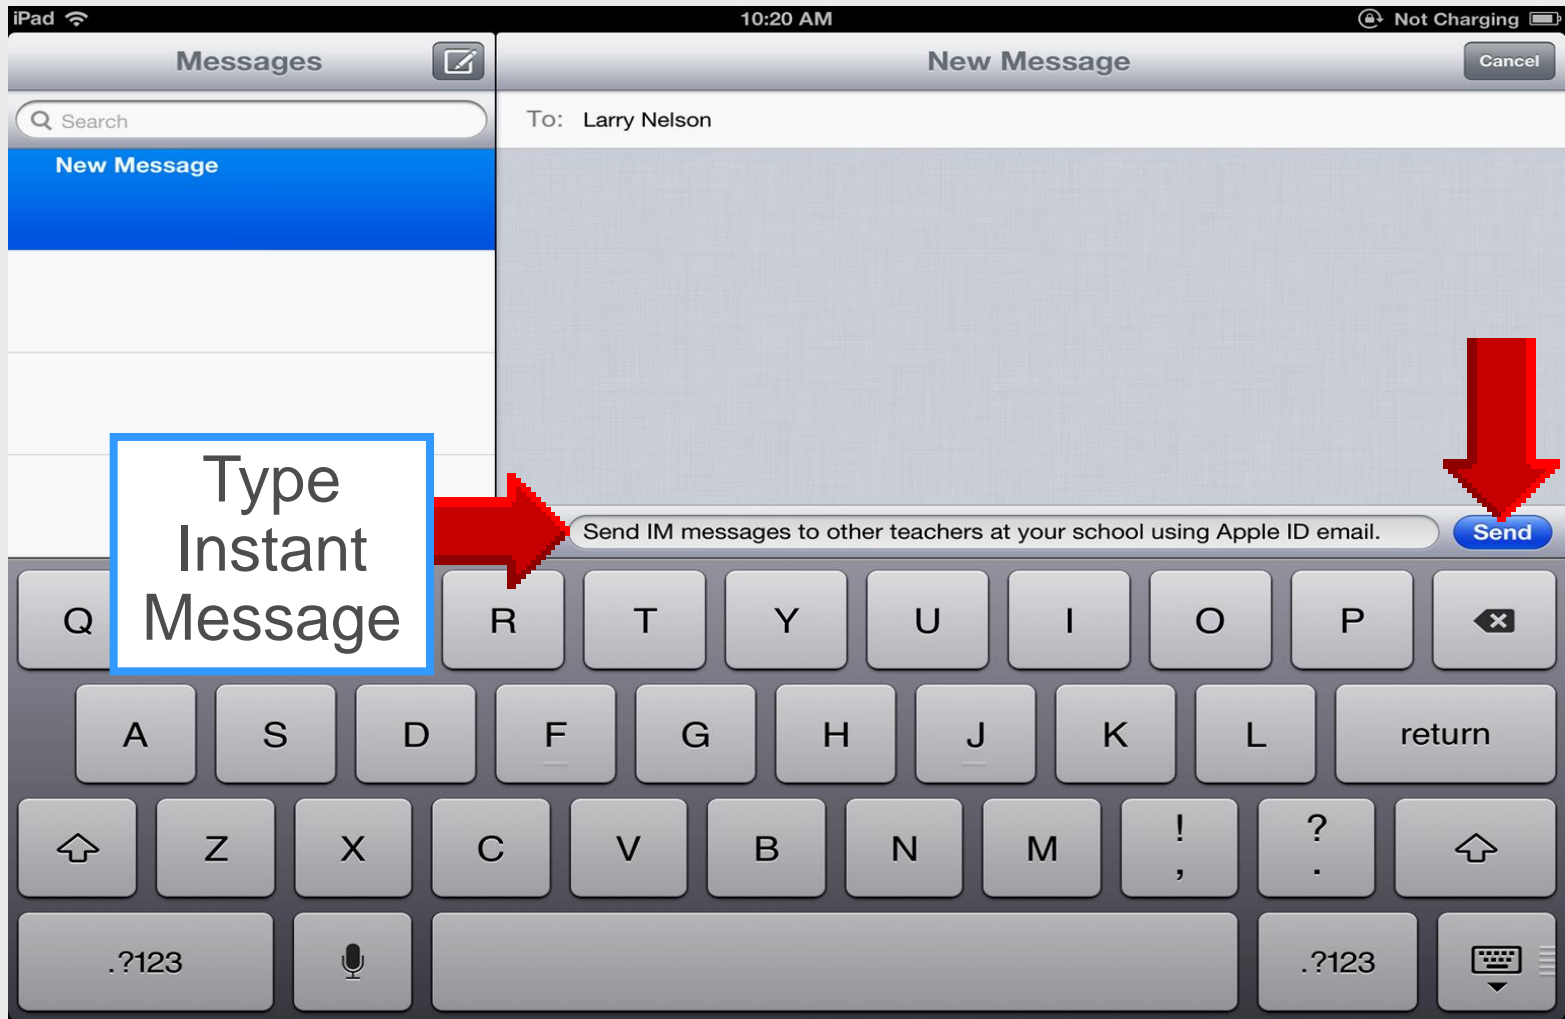 iPad 10:20 AM Not Charging
Messages
New Message
Cancel
Search
To: Larry Nelson
New Message
Type
Instant
Message
Send IM messages to other teachers at your school using Apple ID email.
Send
Q R T Y U I O P
A S D F G H J K L return
Z X C V B N M ! , ? .
.?123 .?123